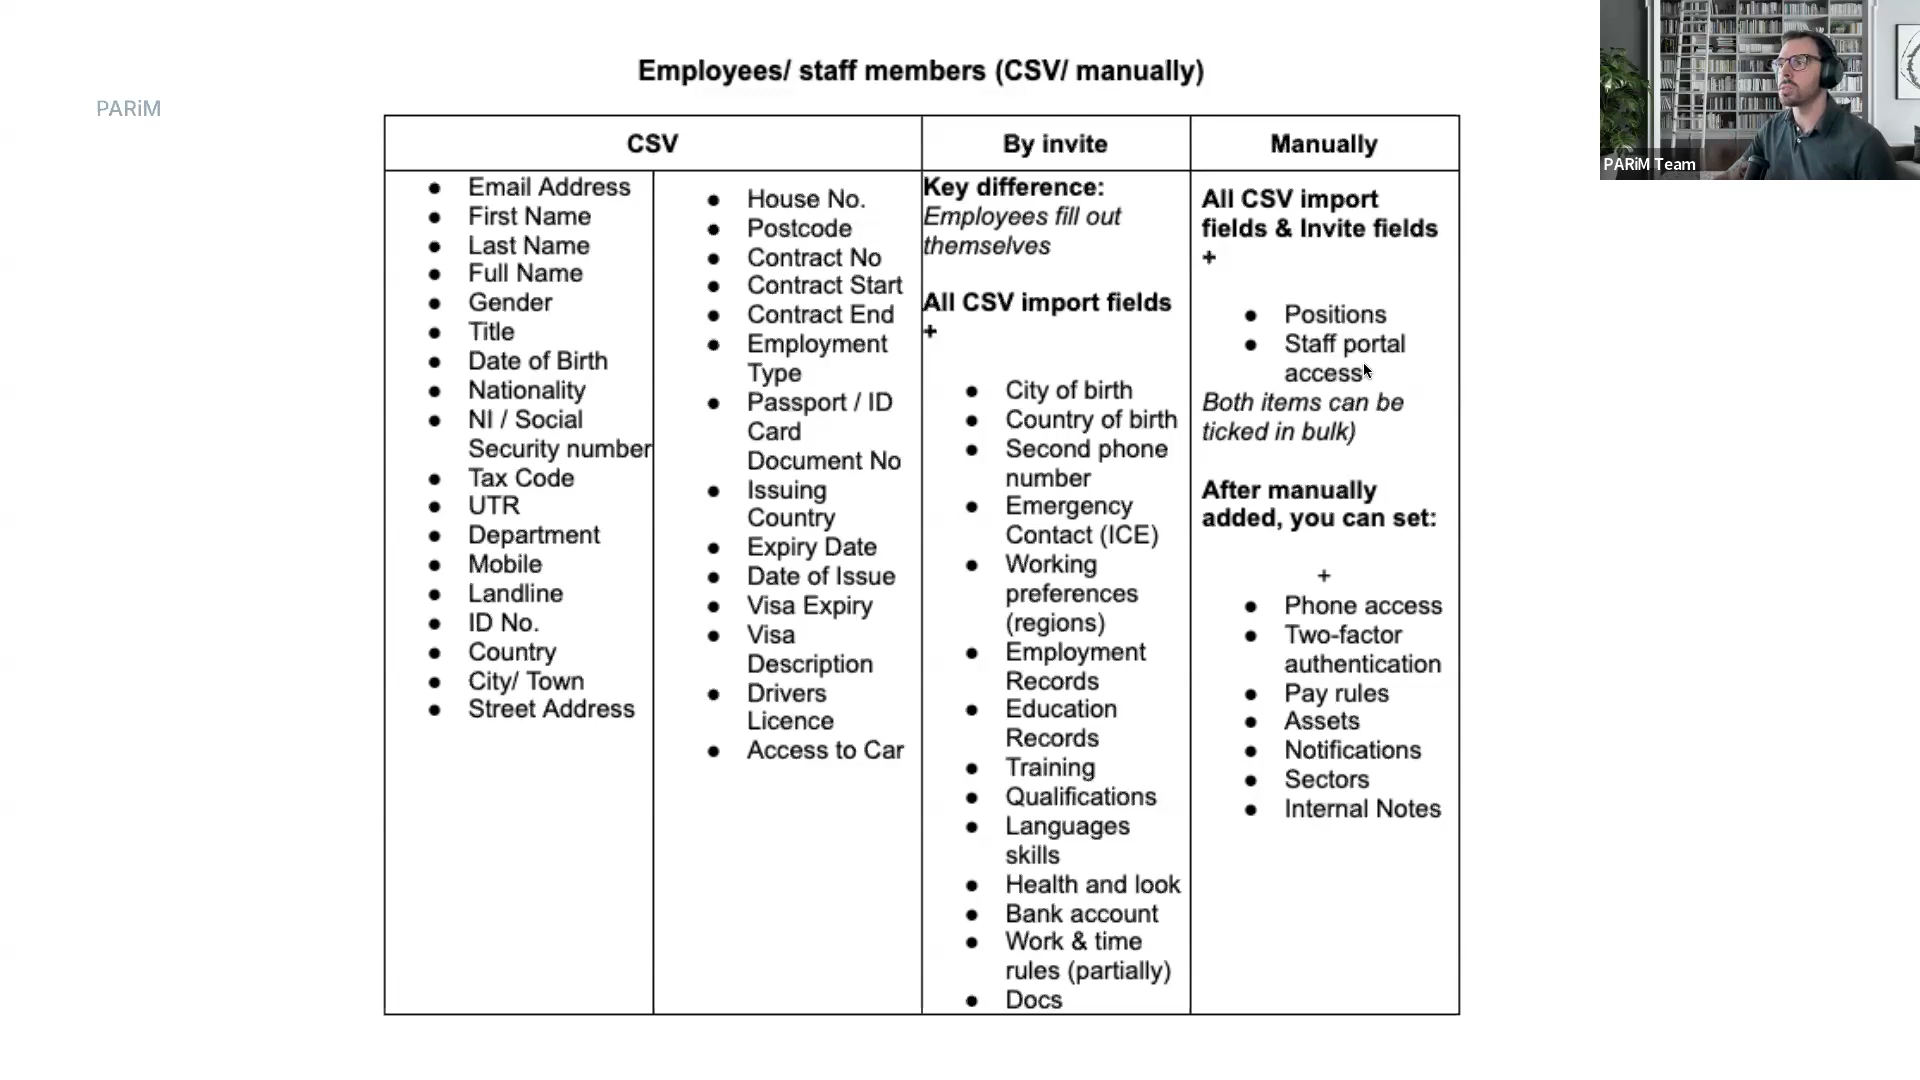 Employees/ staff members (CSV/ manually)
PARiM
PARiM Team
CSV
By invite
Manually
● Email Address
● First Name
● Last Name
● Full Name
● Gender
● Title
● Date of Birth
● Nationality
● NI / Social
Security number
● Tax Code
● UTR
● Department
● Mobile
● Landline
● ID No.
● Country
● City/ Town
● Street Address
● House No.
● Postcode
● Contract No
● Contract Start
● Contract End
● Employment
Type
● Passport / ID
Card
Document No
● Issuing
Country
● Expiry Date
● Date of Issue
● Visa Expiry
● Visa
Description
● Drivers
Licence
● Access to Car
Key difference:
Employees fill out
themselves
All CSV import fields
+
● City of birth
● Country of birth
● Second phone
number
● Emergency
Contact (ICE)
● Working
preferences
(regions)
● Employment
Records
● Education
Records
● Training
● Qualifications
● Languages
skills
● Health and look
● Bank account
● Work & time
rules (partially)
● Docs
All CSV import
fields & Invite fields
+
● Positions
● Staff portal
access
Both items can be
ticked in bulk)
After manually
added, you can set:
+
● Phone access
● Two-factor
authentication
● Pay rules
● Assets
● Notifications
● Sectors
● Internal Notes